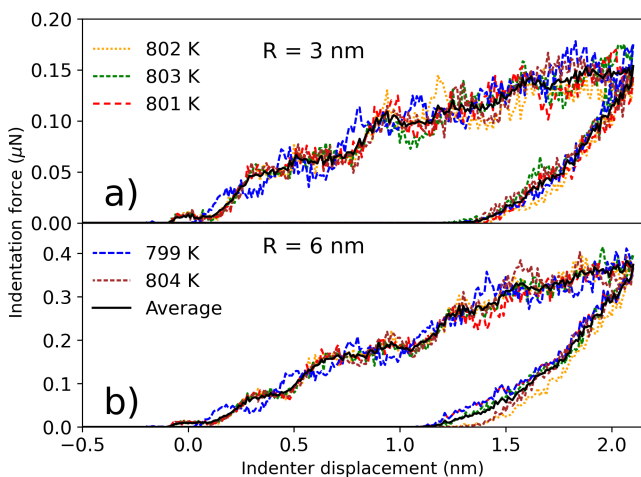 0.20
0.15
0.10
0.05
0.00
802 K
803 K
801 K
R = 3 nm
a)
Indentation force (μN)
0.4
0.3
0.2
0.1
0.0
799 K
804 K
Average
R = 6 nm
b)
−0.5 0.0 0.5 1.0 1.5 2.0
Indenter displacement (nm)